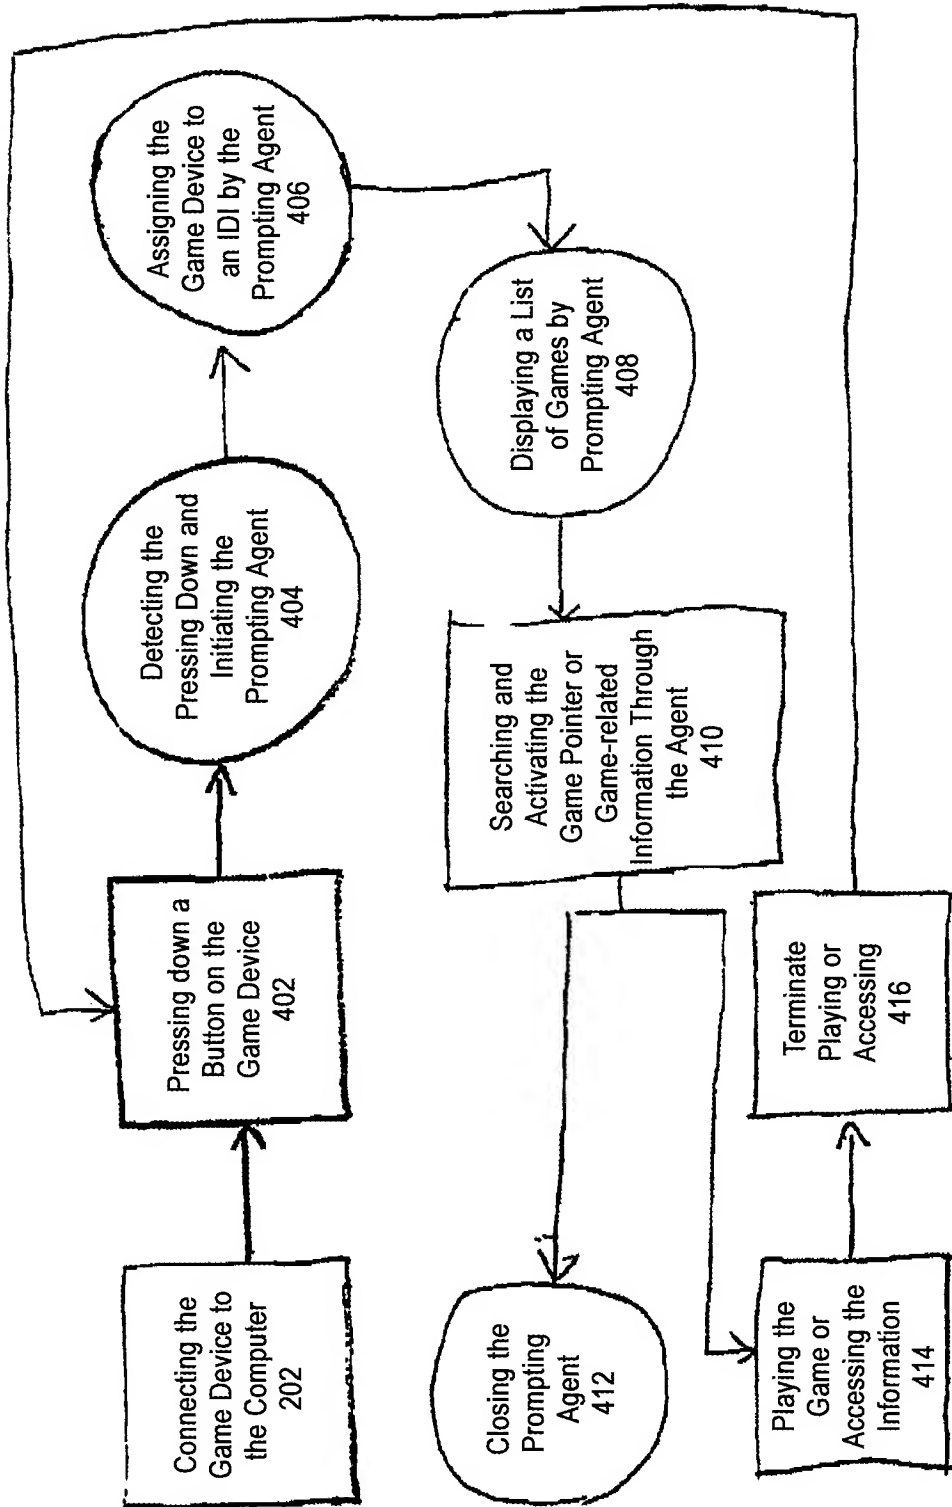 Connecting the
Game Device to
the Computer
202
Pressing down a
Button on the
Game Device
402
Detecting the
Pressing Down and
Initiating the
Prompting Agent
404
Assigning the
Game Device to
an IDI by the
Prompting Agent
406
Displaying a List
of Games by
Prompting Agent
408
Searching and
Activating the
Game Pointer or
Game-related
Information Through
the Agent
410
Closing the
Prompting
Agent
412
Playing the
Game or
Accessing the
Information
414
Terminate
Playing or
Accessing
416